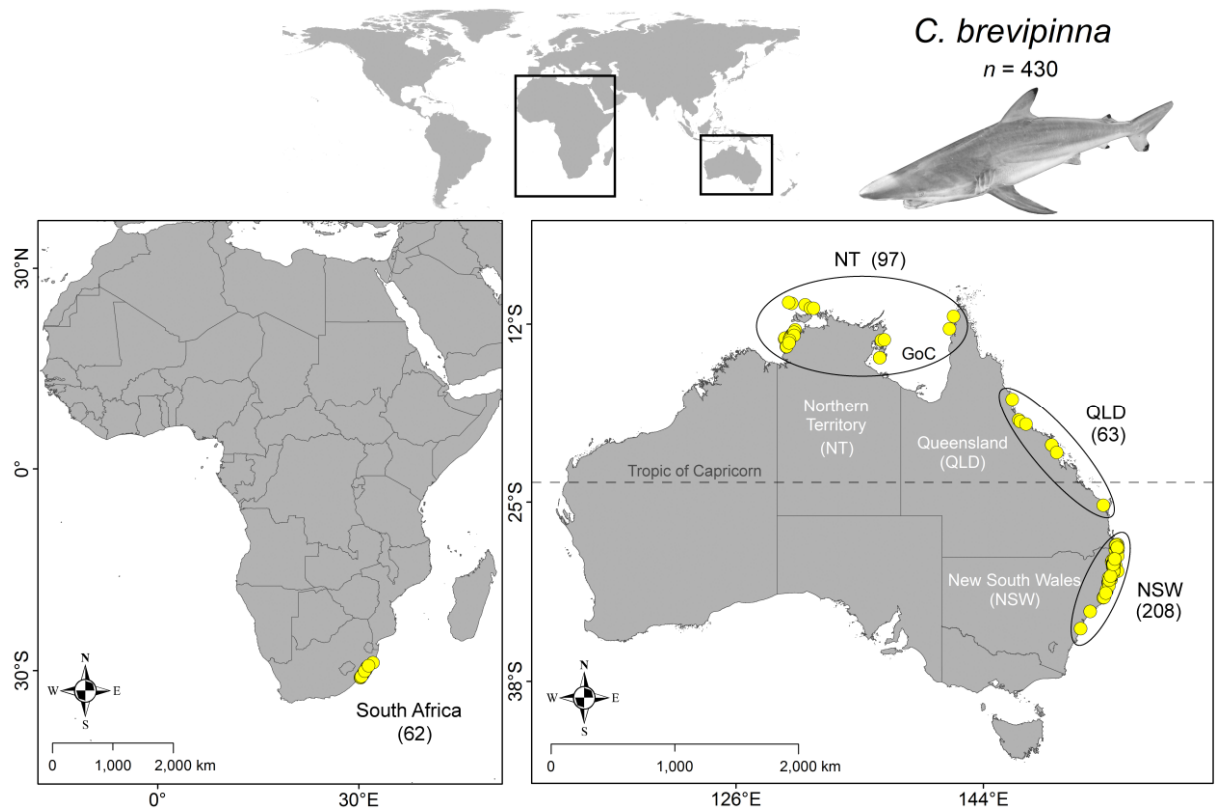 C. brevipinna
n = 430
30°N
0°
30°S
N
W
E
S
South Africa
(62)
0
1,000
2,000 km
0°
30°E
NT (97)
12°S
GoC
Northern
Territory
(NT)
QLD
(63)
Queensland
(QLD)
Tropic of Capricorn
25°S
New South Wales
(NSW)
NSW
(208)
38°S
N
W
E
S
0
1,000
2,000 km
126°E
144°E